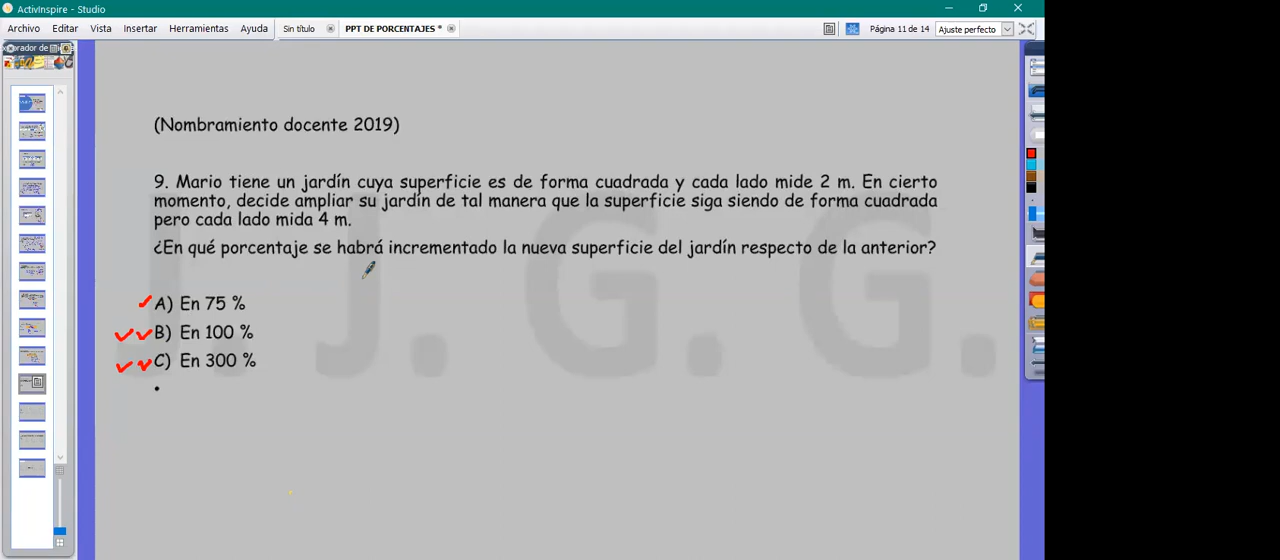 ActivInspire - Studio
Archivo Editar Vista Insertar Herramientas Ayuda Sin título PPT DE PORCENTAJES * Página 11 de 14 Ajuste perfecto
(Nombramiento docente 2019)
9. Mario tiene un jardín cuya superficie es de forma cuadrada y cada lado mide 2 m. En cierto
momento, decide ampliar su jardín de tal manera que la superficie siga siendo de forma cuadrada
pero cada lado mida 4 m.
¿En qué porcentaje se habrá incrementado la nueva superficie del jardín respecto de la anterior?
A) En 75 %
B) En 100 %
C) En 300 %
J. J. G. G.